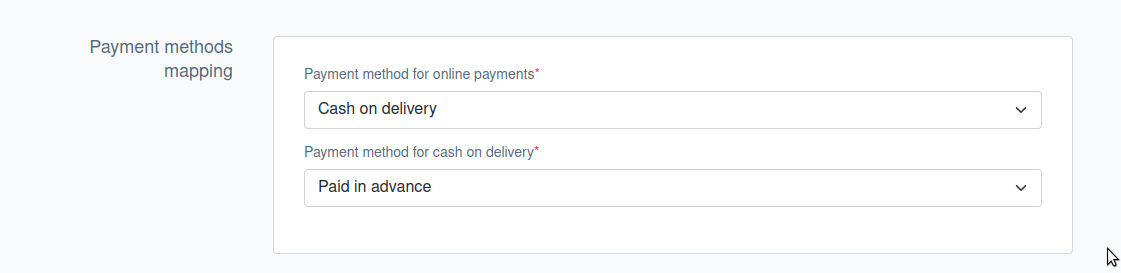 Payment methods
mapping
Payment method for online payments*
Cash on delivery
Payment method for cash on delivery*
Paid in advance